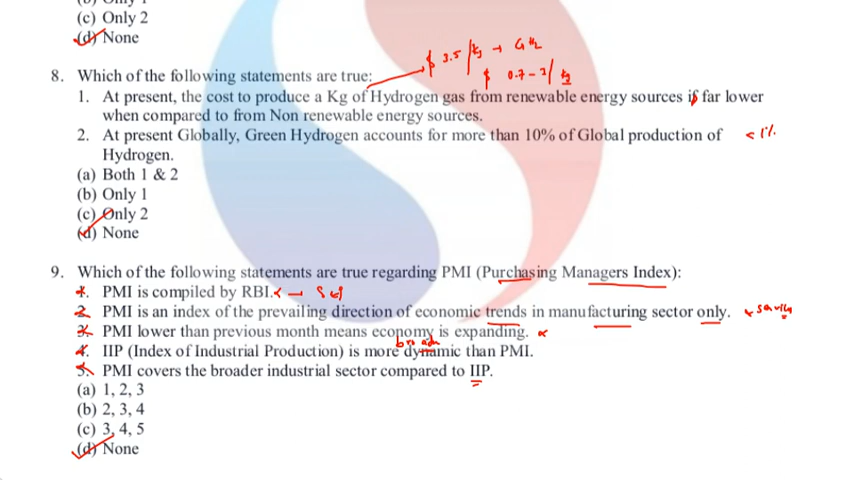 (c) Only 2
(d) None
$ 3.5 /kg → GH2
8. Which of the following statements are true:
$ 0.7 - 2/kg
1. At present, the cost to produce a Kg of Hydrogen gas from renewable energy sources is far lower
when compared to from Non renewable energy sources.
2. At present Globally, Green Hydrogen accounts for more than 10% of Global production of < 1%
Hydrogen.
(a) Both 1 & 2
(b) Only 1
(c) Only 2
(d) None
9. Which of the following statements are true regarding PMI (Purchasing Managers Index):
1. PMI is compiled by RBI.
2. PMI is an index of the prevailing direction of economic trends in manufacturing sector only.
3. PMI lower than previous month means economy is expanding.
4. IIP (Index of Industrial Production) is more dynamic than PMI.
5. PMI covers the broader industrial sector compared to IIP.
(a) 1, 2, 3
(b) 2, 3, 4
(c) 3, 4, 5
(d) None